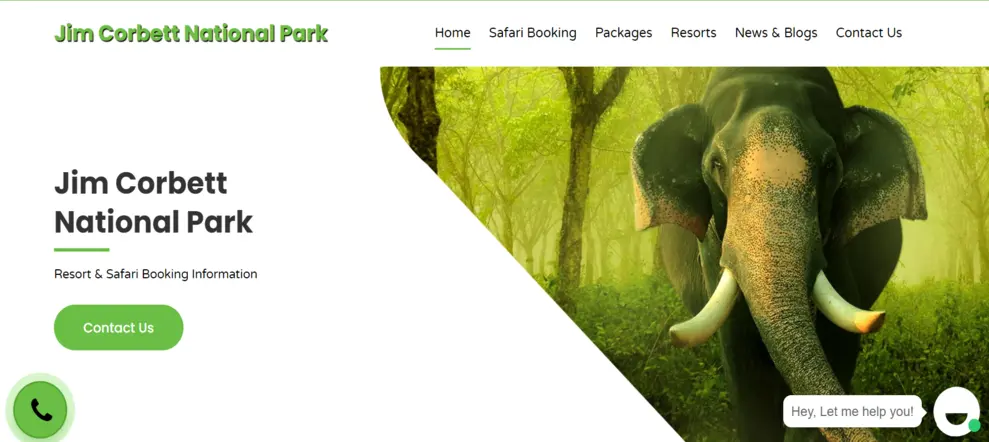 Jim Corbett National Park
Home Safari Booking Packages Resorts News & Blogs Contact Us
Jim Corbett
National Park
Resort & Safari Booking Information
Contact Us
Hey, Let me help you!